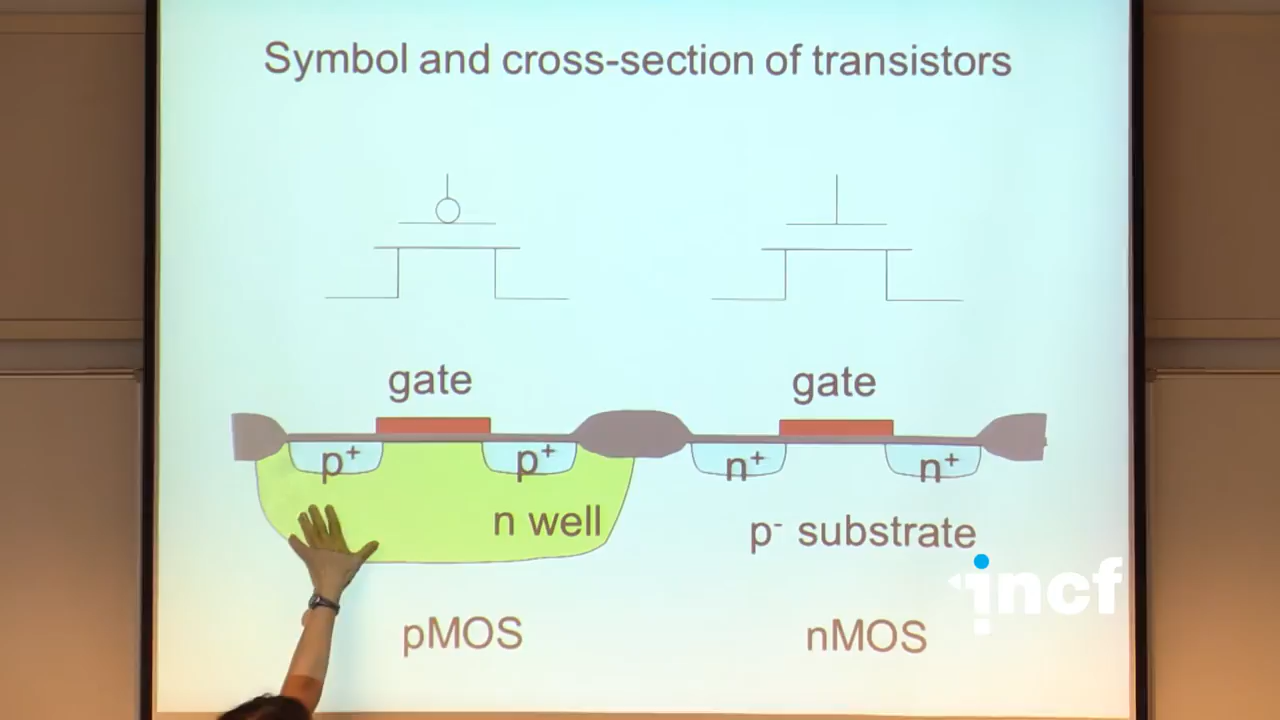 Symbol and cross-section of transistors
gate
gate
p+
p+
n+
n+
n well
p- substrate
incf
pMOS
nMOS